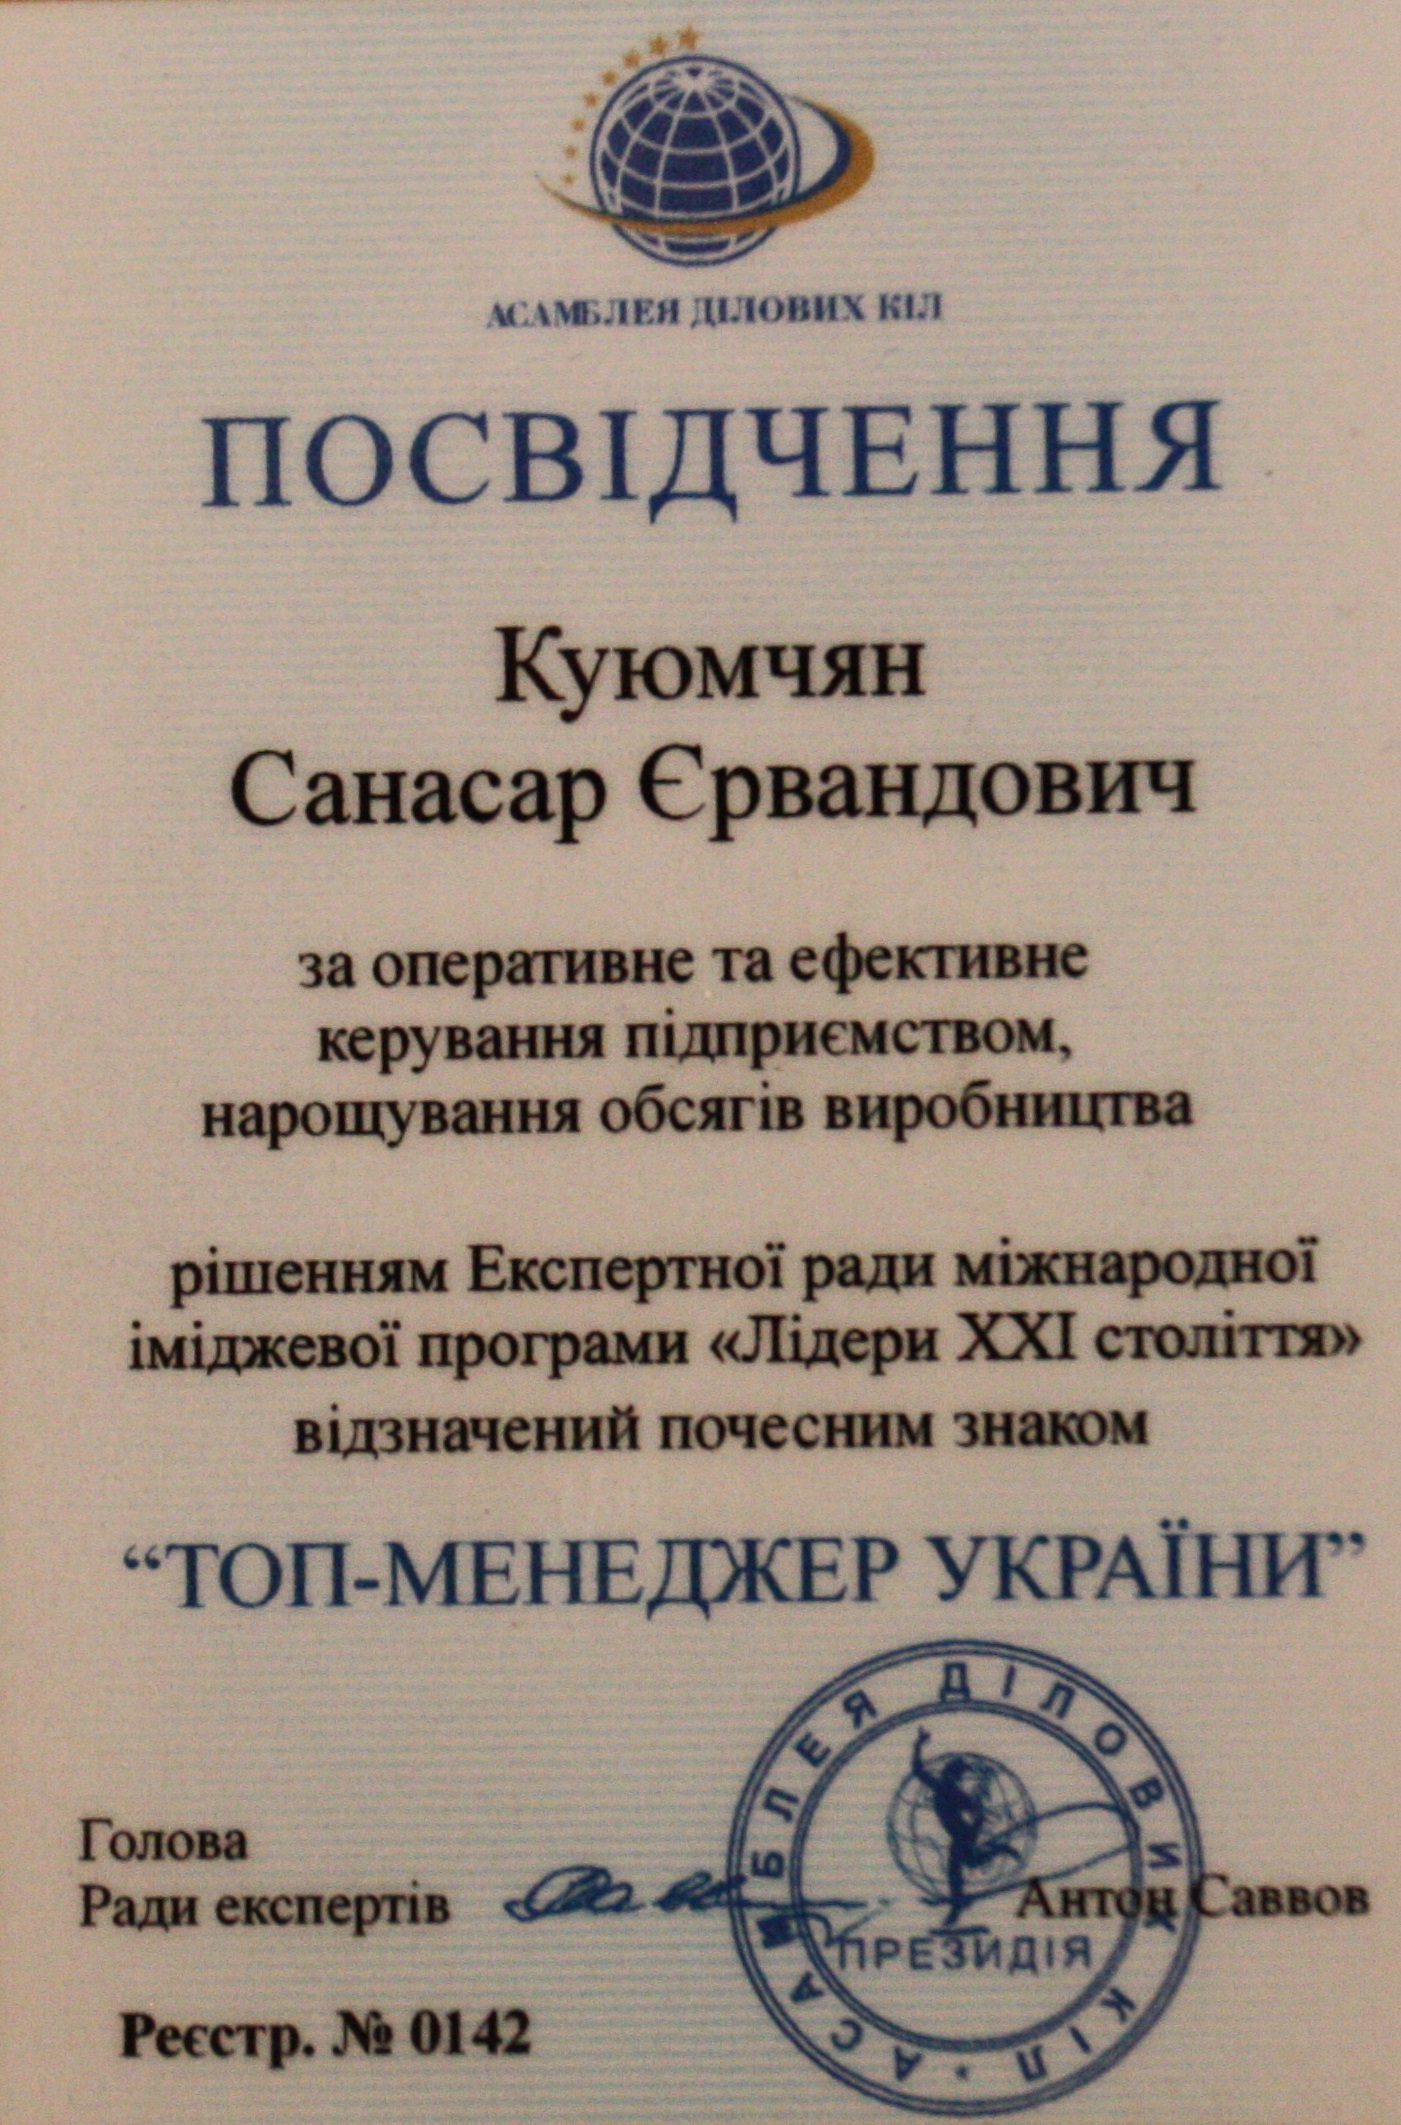 АСАМБЛЕЯ ДІЛОВИХ КІЛ
ПОСВІДЧЕННЯ
Куюмчян
Санасар Єрвандович
за оперативне та ефективне
керування підприємством,
нарощування обсягів виробництва
рішенням Експертної ради міжнародної
іміджевої програми «Лідери ХХІ століття»
відзначений почесним знаком
“ТОП-МЕНЕДЖЕР УКРАЇНИ”
Голова
Ради експертів
Антон Саввов
АСАМБЛЕЯ ДІЛОВИХ КІЛ
ПРЕЗИДІЯ
Реєстр. № 0142